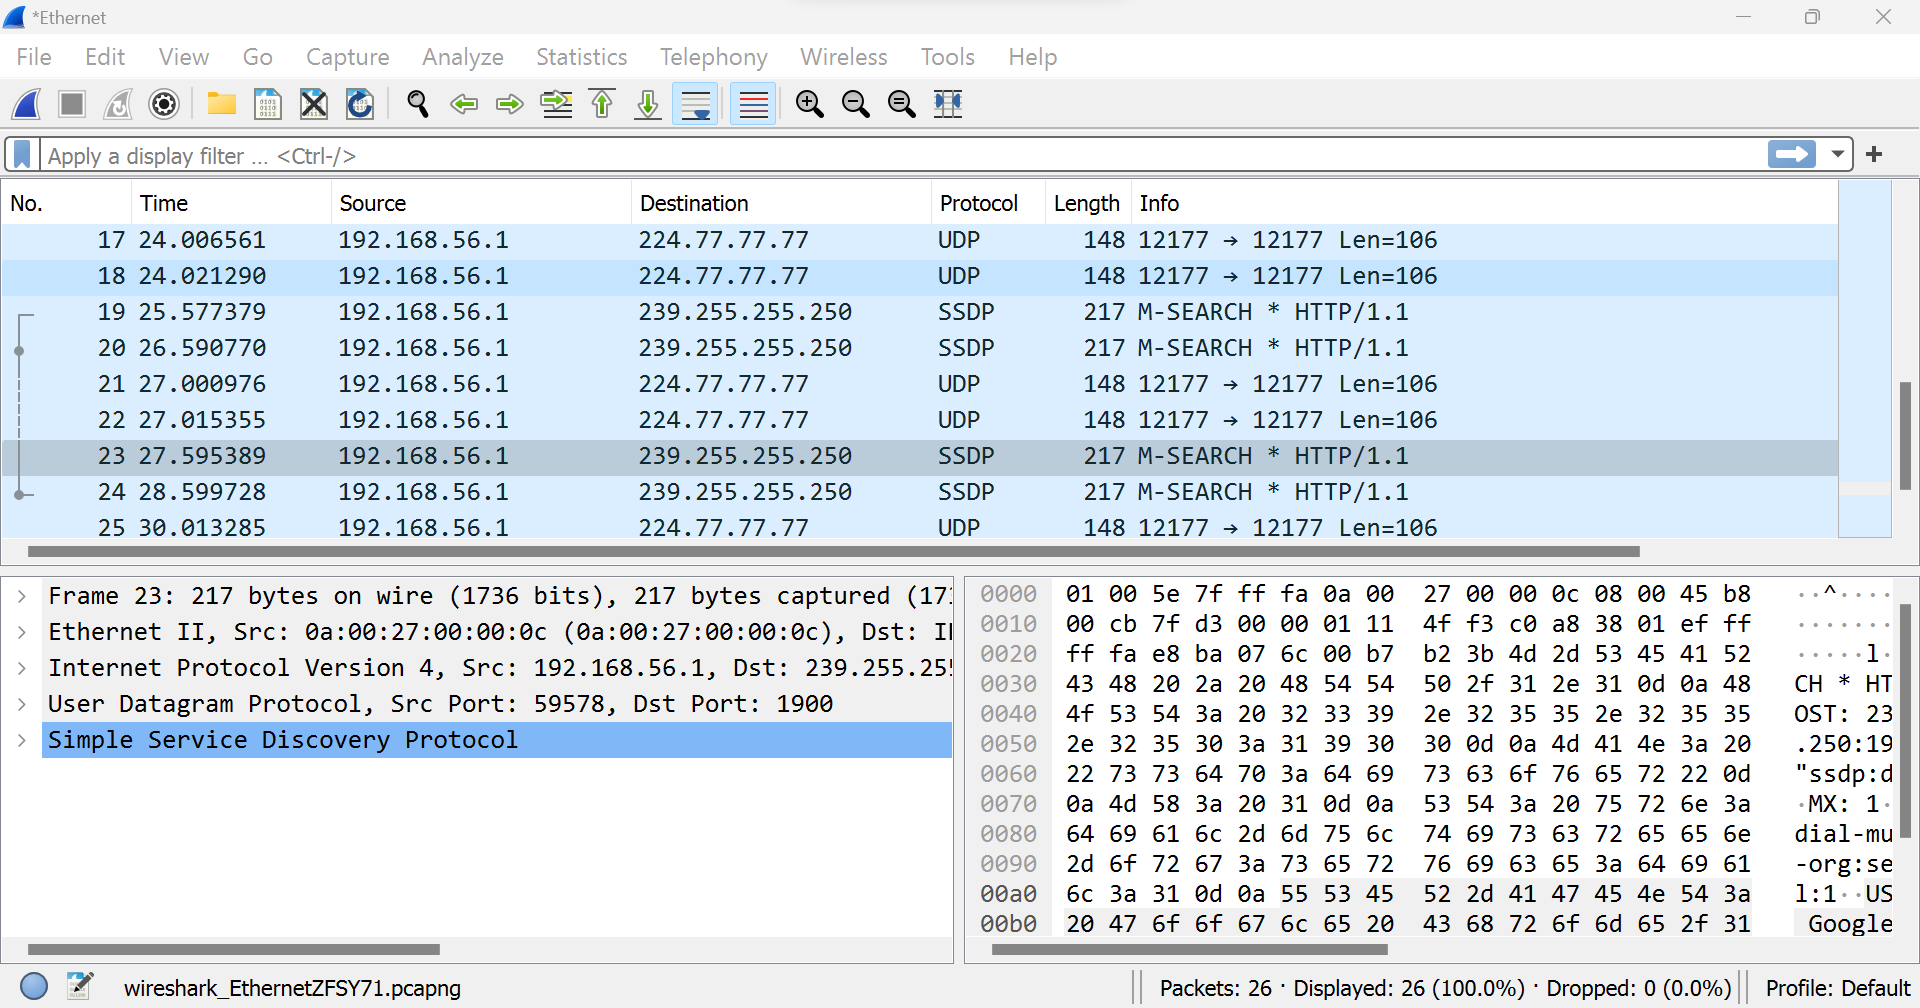 *Ethernet
File Edit View Go Capture Analyze Statistics Telephony Wireless Tools Help
Apply a display filter ... <Ctrl-/>
No. Time Source Destination Protocol Length Info
17 24.006561 192.168.56.1 224.77.77.77 UDP 148 12177 → 12177 Len=106
18 24.021290 192.168.56.1 224.77.77.77 UDP 148 12177 → 12177 Len=106
19 25.577379 192.168.56.1 239.255.255.250 SSDP 217 M-SEARCH * HTTP/1.1
20 26.590770 192.168.56.1 239.255.255.250 SSDP 217 M-SEARCH * HTTP/1.1
21 27.000976 192.168.56.1 224.77.77.77 UDP 148 12177 → 12177 Len=106
22 27.015355 192.168.56.1 224.77.77.77 UDP 148 12177 → 12177 Len=106
23 27.595389 192.168.56.1 239.255.255.250 SSDP 217 M-SEARCH * HTTP/1.1
24 28.599728 192.168.56.1 239.255.255.250 SSDP 217 M-SEARCH * HTTP/1.1
25 30.013285 192.168.56.1 224.77.77.77 UDP 148 12177 → 12177 Len=106
Frame 23: 217 bytes on wire (1736 bits), 217 bytes captured (17
Ethernet II, Src: 0a:00:27:00:00:0c (0a:00:27:00:00:0c), Dst: I
Internet Protocol Version 4, Src: 192.168.56.1, Dst: 239.255.25
User Datagram Protocol, Src Port: 59578, Dst Port: 1900
Simple Service Discovery Protocol
0000 01 00 5e 7f ff fa 0a 00 27 00 00 0c 08 00 45 b8 ··^····
0010 00 cb 7f d3 00 00 01 11 4f f3 c0 a8 38 01 ef ff ·······
0020 ff fa e8 ba 07 6c 00 b7 b2 3b 4d 2d 53 45 41 52 ·····l·
0030 43 48 20 2a 20 48 54 54 50 2f 31 2e 31 0d 0a 48 CH * HT
0040 4f 53 54 3a 20 32 33 39 2e 32 35 35 2e 32 35 35 OST: 23
0050 2e 32 35 30 3a 31 39 30 30 0d 0a 4d 41 4e 3a 20 .250:19
0060 22 73 73 64 70 3a 64 69 73 63 6f 76 65 72 22 0d "ssdp:d
0070 0a 4d 58 3a 20 31 0d 0a 53 54 3a 20 75 72 6e 3a ·MX: 1·
0080 64 69 61 6c 2d 6d 75 6c 74 69 73 63 72 65 65 6e dial-mu
0090 2d 6f 72 67 3a 73 65 72 76 69 63 65 3a 64 69 61 -org:se
00a0 6c 3a 31 0d 0a 55 53 45 52 2d 41 47 45 4e 54 3a l:1··US
00b0 20 47 6f 6f 67 6c 65 20 43 68 72 6f 6d 65 2f 31 Google
wireshark_EthernetZFSY71.pcapng
Packets: 26 · Displayed: 26 (100.0%) · Dropped: 0 (0.0%)
Profile: Default